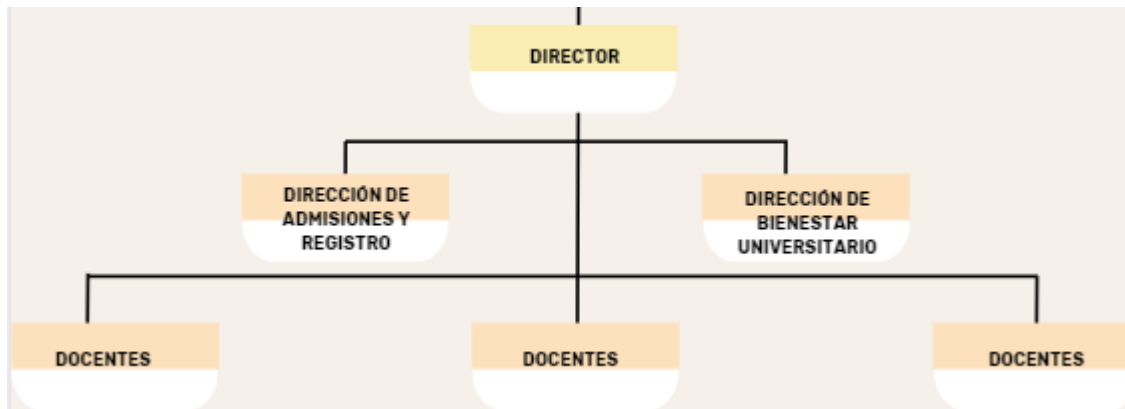 DIRECTOR
DIRECCIÓN DE
ADMISIONES Y
REGISTRO
DIRECCIÓN DE
BIENESTAR
UNIVERSITARIO
DOCENTES
DOCENTES
DOCENTES